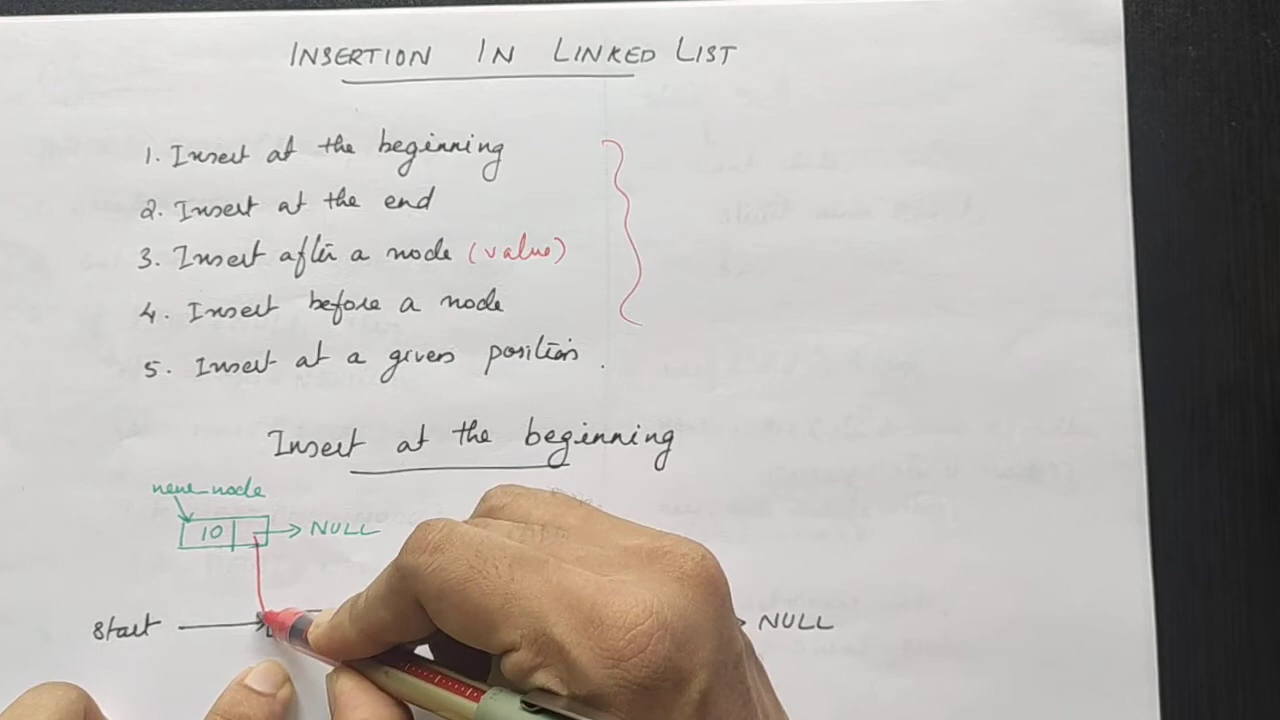 INSERTION IN LINKED LIST
1. Insert at the beginning
2. Insert at the end
3. Insert after a node (value)
4. Insert before a node
5. Insert at a given position.
Insert at the beginning
new_node
10 NULL
Start NULL